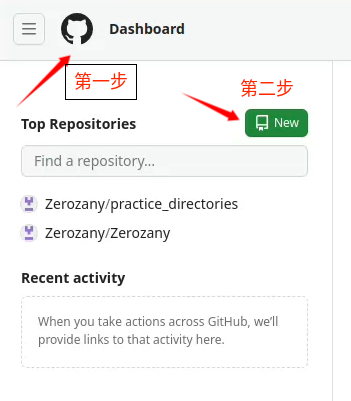 Dashboard
第一步
第二步
Top Repositories
New
Find a repository...
Zerozany/practice_directories
Zerozany/Zerozany
Recent activity
When you take actions across GitHub, we'll
provide links to that activity here.